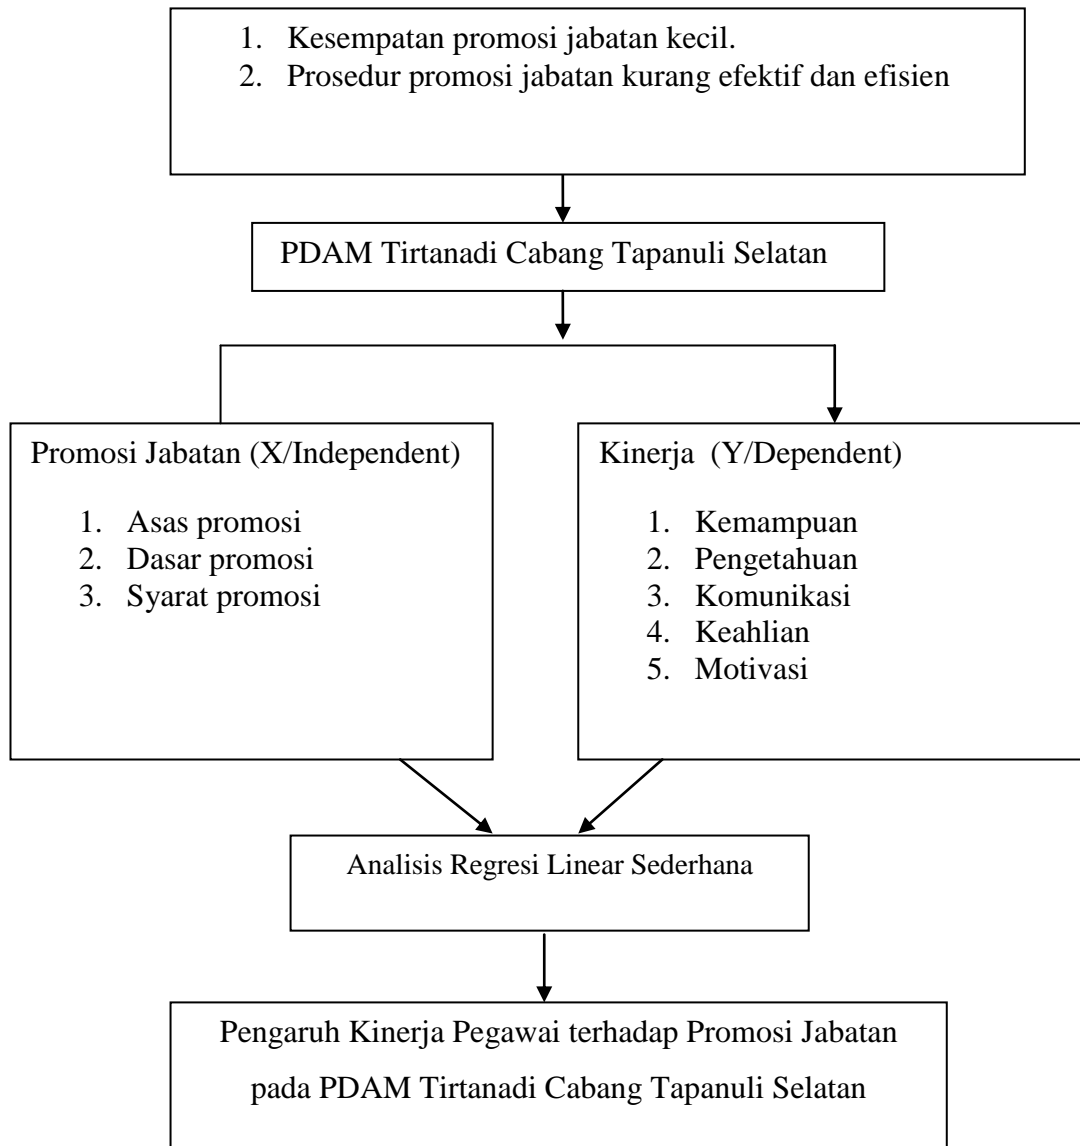 1. Kesempatan promosi jabatan kecil.
2. Prosedur promosi jabatan kurang efektif dan efisien
PDAM Tirtanadi Cabang Tapanuli Selatan
Promosi Jabatan (X/Independent)
1. Asas promosi
2. Dasar promosi
3. Syarat promosi
Kinerja (Y/Dependent)
1. Kemampuan
2. Pengetahuan
3. Komunikasi
4. Keahlian
5. Motivasi
Analisis Regresi Linear Sederhana
Pengaruh Kinerja Pegawai terhadap Promosi Jabatan
pada PDAM Tirtanadi Cabang Tapanuli Selatan